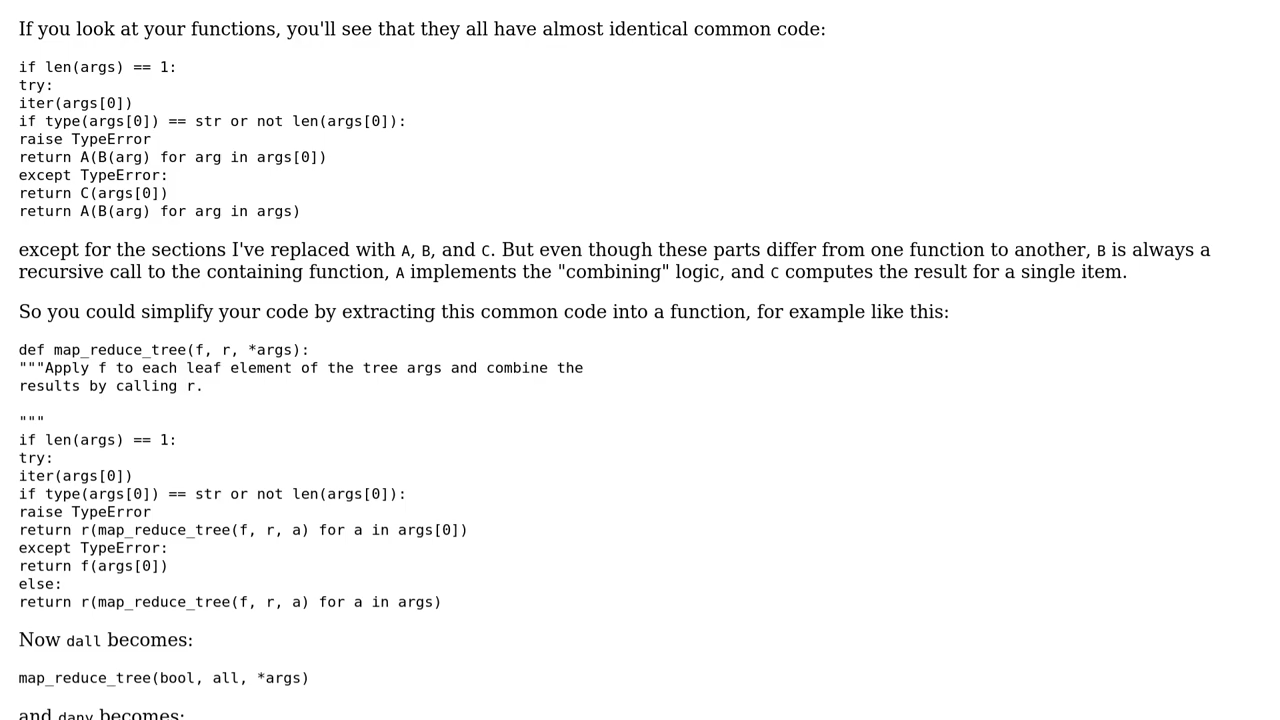 If you look at your functions, you'll see that they all have almost identical common code:
if len(args) == 1:
try:
iter(args[0])
if type(args[0]) == str or not len(args[0]):
raise TypeError
return A(B(arg) for arg in args[0])
except TypeError:
return C(args[0])
return A(B(arg) for arg in args)
except for the sections I've replaced with A, B, and C. But even though these parts differ from one function to another, B is always a
recursive call to the containing function, A implements the "combining" logic, and C computes the result for a single item.
So you could simplify your code by extracting this common code into a function, for example like this:
def map_reduce_tree(f, r, *args):
"""Apply f to each leaf element of the tree args and combine the
results by calling r.
"""
if len(args) == 1:
try:
iter(args[0])
if type(args[0]) == str or not len(args[0]):
raise TypeError
return r(map_reduce_tree(f, r, a) for a in args[0])
except TypeError:
return f(args[0])
else:
return r(map_reduce_tree(f, r, a) for a in args)
Now dall becomes:
map_reduce_tree(bool, all, *args)
and dany becomes: